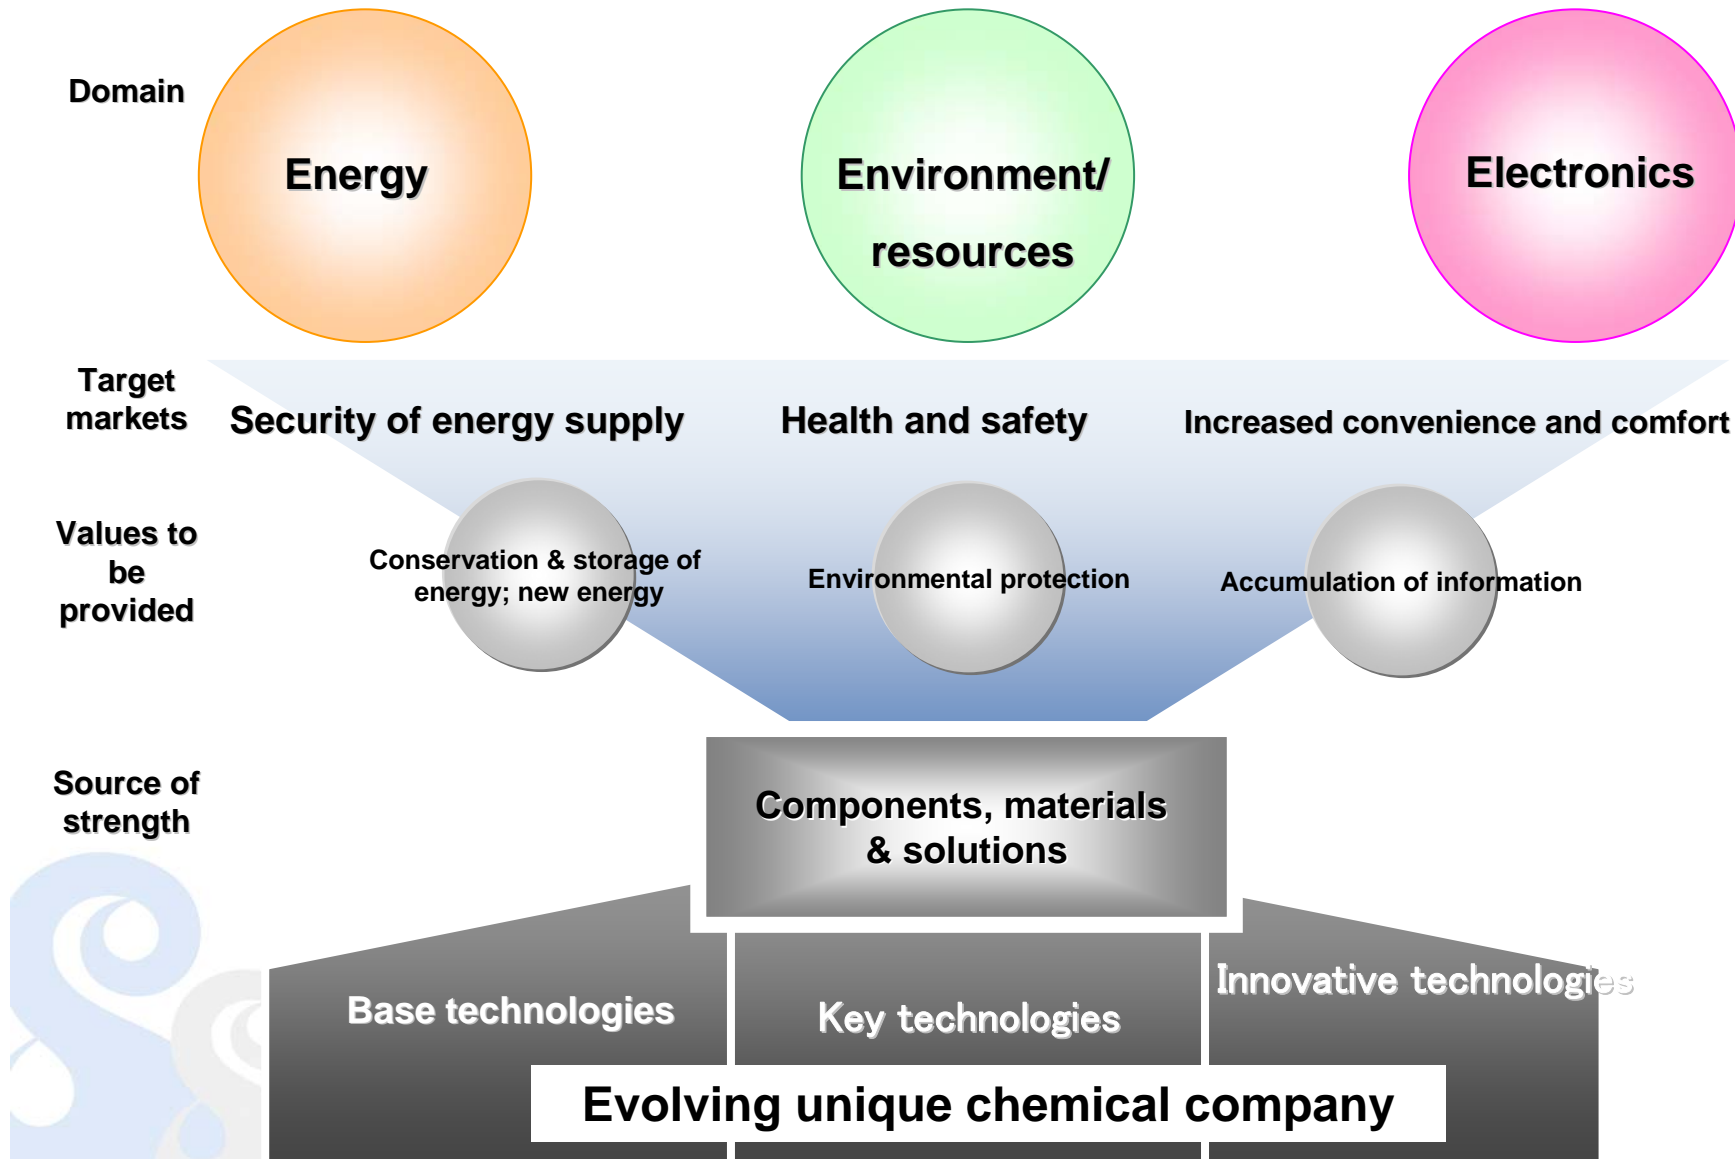 Domain
Energy
Environment/
resources
Electronics
Target
markets
Security of energy supply
Health and safety
Increased convenience and comfort
Values to
be
provided
Conservation & storage of
energy; new energy
Environmental protection
Accumulation of information
Source of
strength
Components, materials
& solutions
Base technologies
Key technologies
Innovative technologies
Evolving unique chemical company